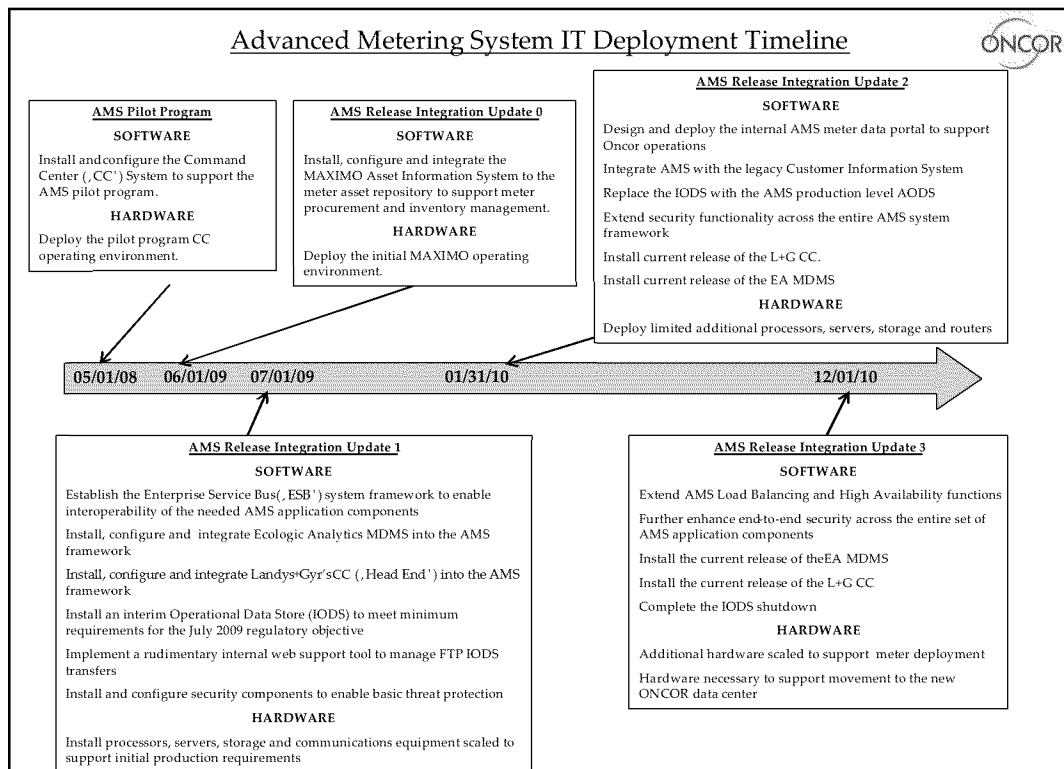 Advanced Metering System IT Deployment Timeline
ONCOR
AMS Pilot Program
SOFTWARE
Install and configure the Command
Center (‚CC') System to support the
AMS pilot program.
HARDWARE
Deploy the pilot program CC
operating environment.
AMS Release Integration Update 0
SOFTWARE
Install, configure and integrate the
MAXIMO Asset Information System to the
meter asset repository to support meter
procurement and inventory management.
HARDWARE
Deploy the initial MAXIMO operating
environment.
AMS Release Integration Update 2
SOFTWARE
Design and deploy the internal AMS meter data portal to support
Oncor operations
Integrate AMS with the legacy Customer Information System
Replace the IODS with the AMS production level AODS
Extend security functionality across the entire AMS system
framework
Install current release of the L+G CC.
Install current release of the EA MDMS
HARDWARE
Deploy limited additional processors, servers, storage and routers
05/01/08 06/01/09 07/01/09 01/31/10 12/01/10
AMS Release Integration Update 1
SOFTWARE
Establish the Enterprise Service Bus(‚ESB') system framework to enable
interoperability of the needed AMS application components
Install, configure and integrate Ecologic Analytics MDMS into the AMS
framework
Install, configure and integrate Landys+Gyr'sCC (‚Head End') into the AMS
framework
Install an interim Operational Data Store (IODS) to meet minimum
requirements for the July 2009 regulatory objective
Implement a rudimentary internal web support tool to manage FTP IODS
transfers
Install and configure security components to enable basic threat protection
HARDWARE
Install processors, servers, storage and communications equipment scaled to
support initial production requirements
AMS Release Integration Update 3
SOFTWARE
Extend AMS Load Balancing and High Availability functions
Further enhance end-to-end security across the entire set of
AMS application components
Install the current release of theEA MDMS
Install the current release of the L+G CC
Complete the IODS shutdown
HARDWARE
Additional hardware scaled to support meter deployment
Hardware necessary to support movement to the new
ONCOR data center